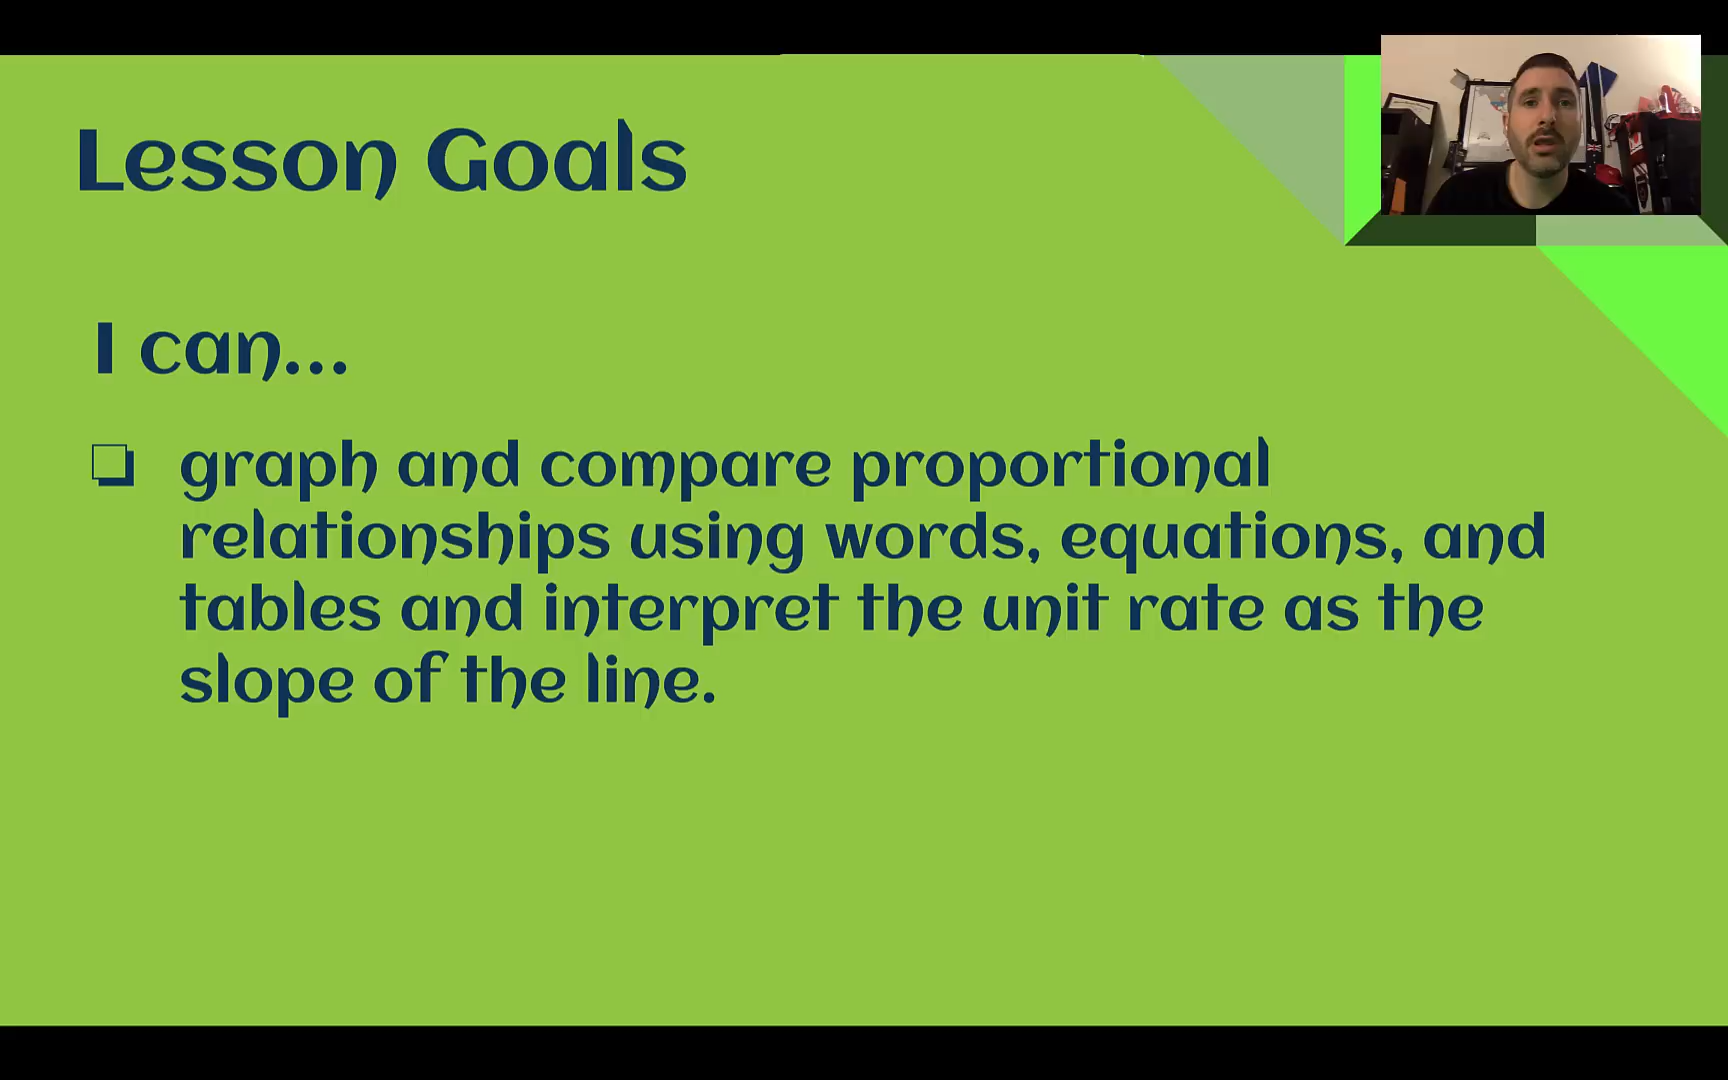 Lesson Goals
I can...
graph and compare proportional
relationships using words, equations, and
tables and interpret the unit rate as the
slope of the line.